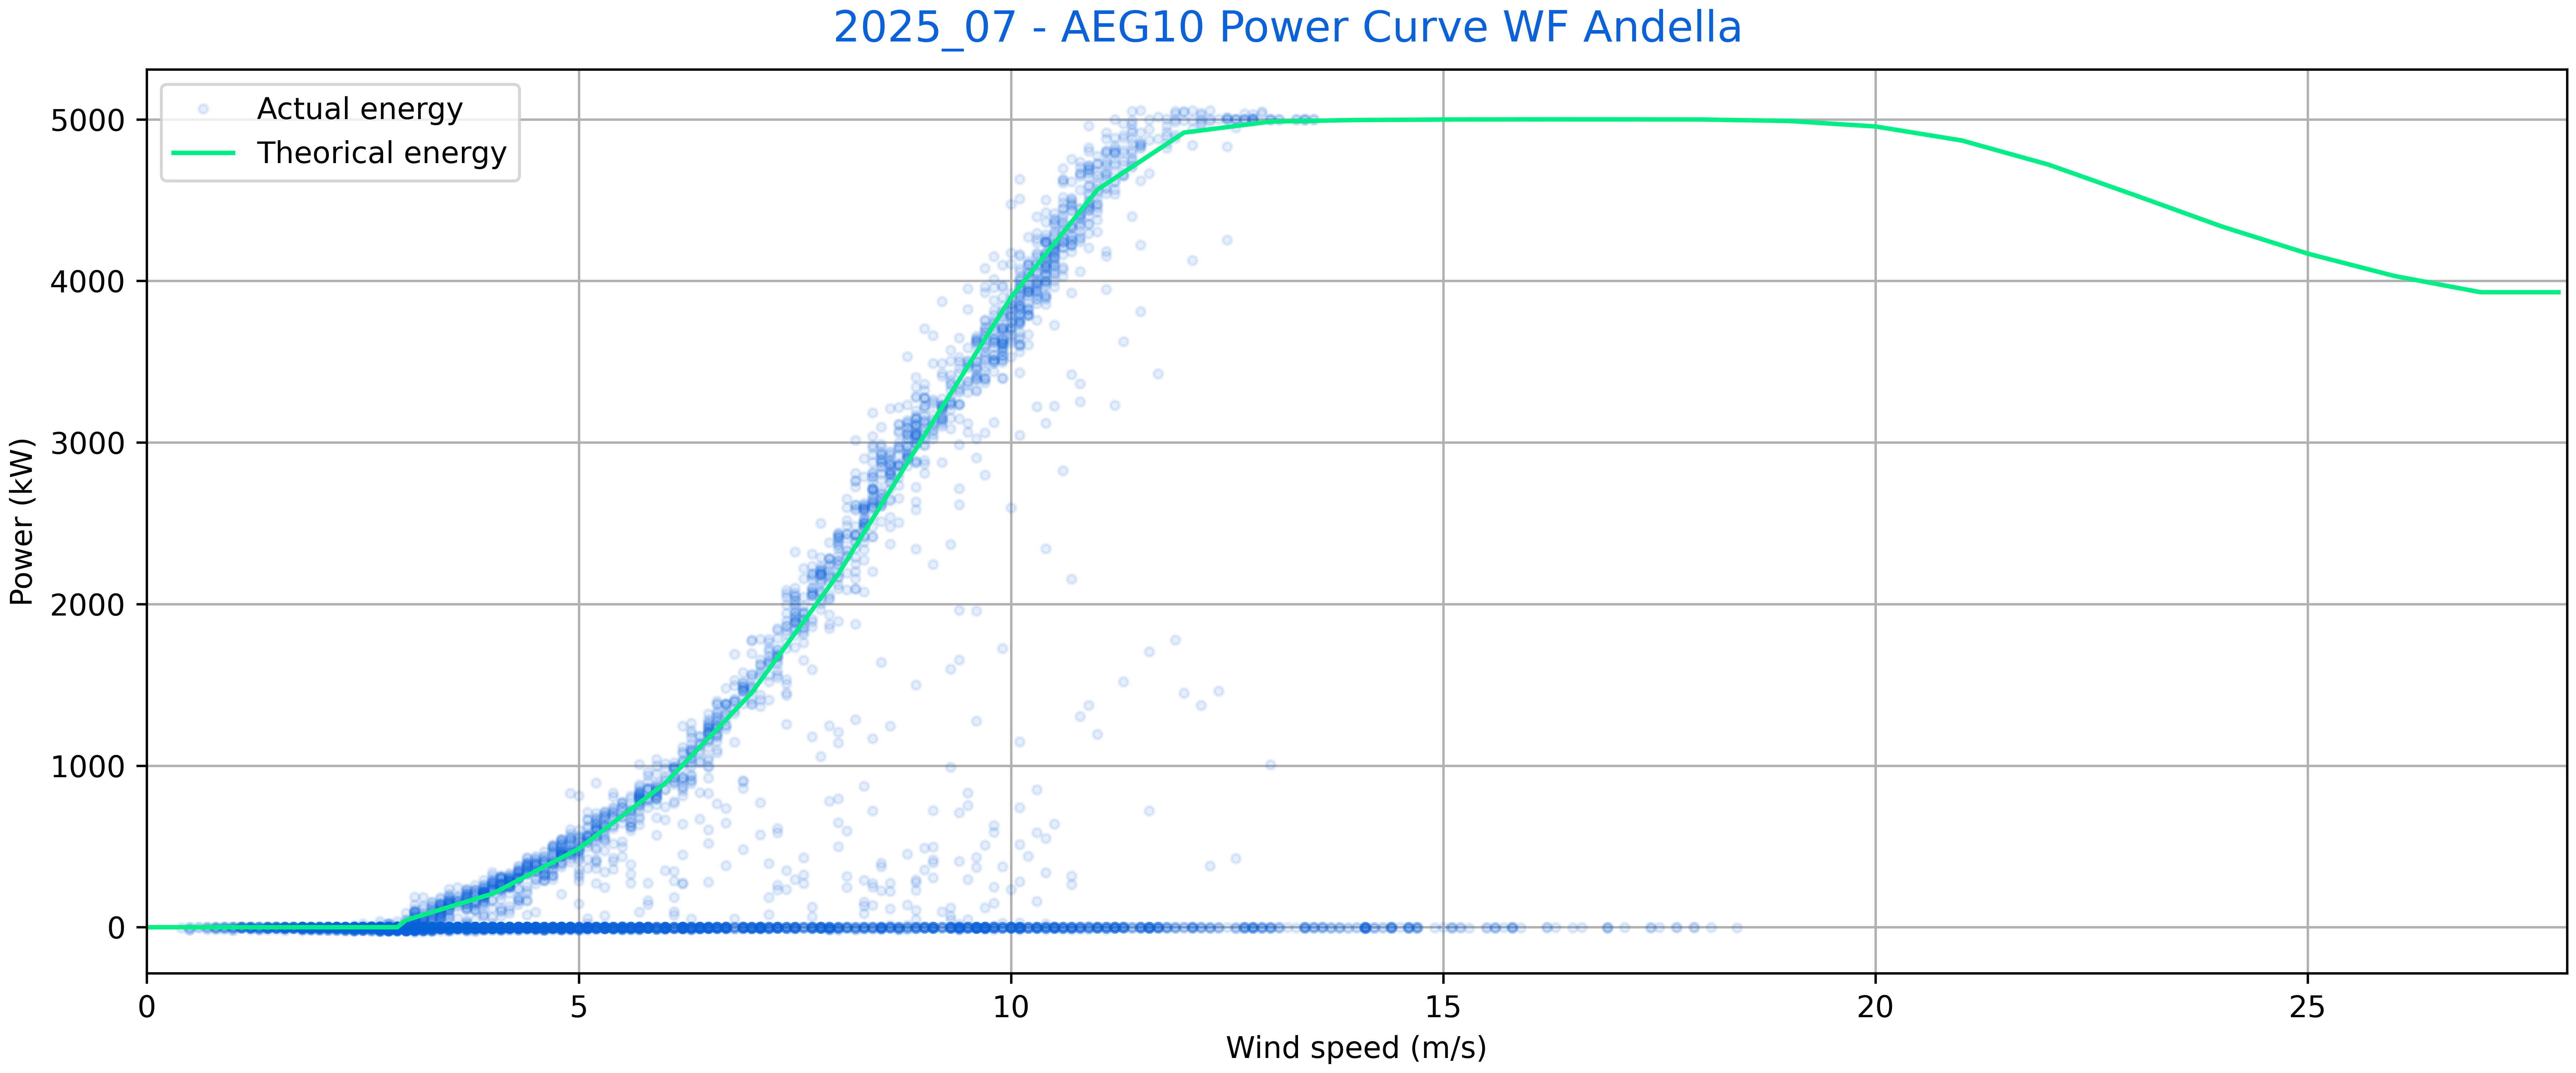 2025_07 - AEG10 Power Curve WF Andella
Actual energy
Theorical energy
Power (kW)
5000
4000
3000
2000
1000
0
0 5 10 15 20 25
Wind speed (m/s)